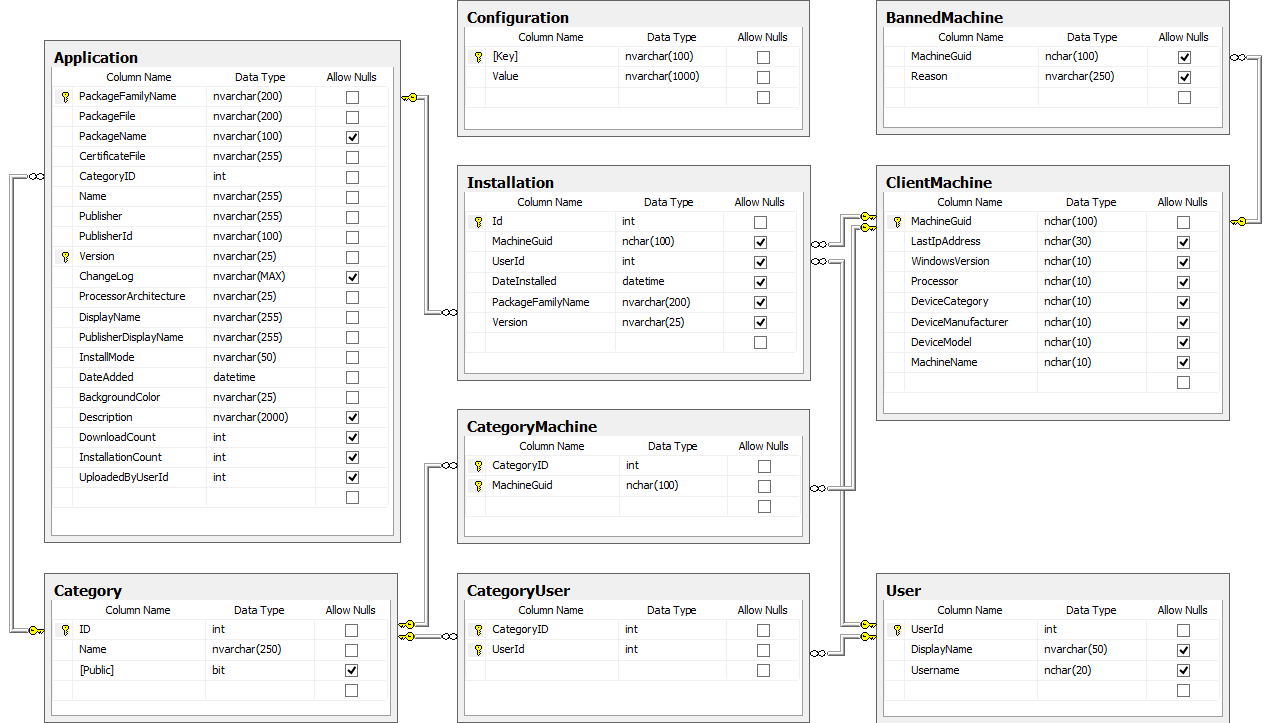 Application
Column Name Data Type Allow Nulls
PackageFamilyName nvarchar(200)
PackageFile nvarchar(200)
PackageName nvarchar(100)
CertificateFile nvarchar(255)
CategoryID int
Name nvarchar(255)
Publisher nvarchar(255)
PublisherId nvarchar(100)
Version nvarchar(25)
ChangeLog nvarchar(MAX)
ProcessorArchitecture nvarchar(25)
DisplayName nvarchar(255)
PublisherDisplayName nvarchar(255)
InstallMode nvarchar(50)
DateAdded datetime
BackgroundColor nvarchar(25)
Description nvarchar(2000)
DownloadCount int
InstallationCount int
UploadedByUserId int
Configuration
Column Name Data Type Allow Nulls
[Key] nvarchar(100)
Value nvarchar(1000)
BannedMachine
Column Name Data Type Allow Nulls
MachineGuid nchar(100)
Reason nvarchar(250)
Installation
Column Name Data Type Allow Nulls
Id int
MachineGuid nchar(100)
UserId int
DateInstalled datetime
PackageFamilyName nvarchar(200)
Version nvarchar(25)
ClientMachine
Column Name Data Type Allow Nulls
MachineGuid nchar(100)
LastIpAddress nchar(30)
WindowsVersion nchar(10)
Processor nchar(10)
DeviceCategory nchar(10)
DeviceManufacturer nchar(10)
DeviceModel nchar(10)
MachineName nchar(10)
CategoryMachine
Column Name Data Type Allow Nulls
CategoryID int
MachineGuid nchar(100)
Category
Column Name Data Type Allow Nulls
ID int
Name nvarchar(250)
[Public] bit
CategoryUser
Column Name Data Type Allow Nulls
CategoryID int
UserId int
User
Column Name Data Type Allow Nulls
UserId int
DisplayName nvarchar(50)
Username nchar(20)